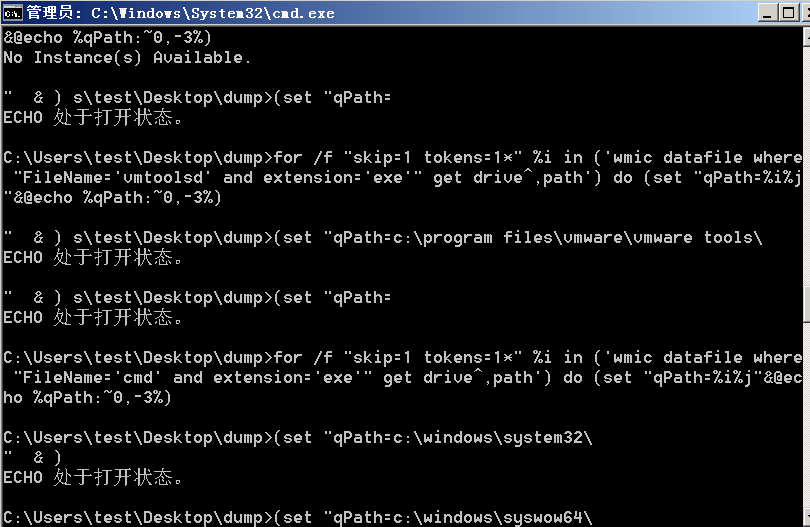 管理员: C:\Windows\System32\cmd.exe
&@echo %qPath:~0,-3%)
No Instance(s) Available.
"  & ) s\test\Desktop\dump>(set "qPath=
ECHO 处于打开状态。
C:\Users\test\Desktop\dump>for /f "skip=1 tokens=1*" %i in ('wmic datafile where
 "FileName='vmtoolsd' and extension='exe'" get drive^,path') do (set "qPath=%i%j
"&@echo %qPath:~0,-3%)
"  & ) s\test\Desktop\dump>(set "qPath=c:\program files\vmware\vmware tools\
ECHO 处于打开状态。
"  & ) s\test\Desktop\dump>(set "qPath=
ECHO 处于打开状态。
C:\Users\test\Desktop\dump>for /f "skip=1 tokens=1*" %i in ('wmic datafile where
 "FileName='cmd' and extension='exe'" get drive^,path') do (set "qPath=%i%j"&@ec
ho %qPath:~0,-3%)
C:\Users\test\Desktop\dump>(set "qPath=c:\windows\system32\
"  & )
ECHO 处于打开状态。
C:\Users\test\Desktop\dump>(set "qPath=c:\windows\syswow64\